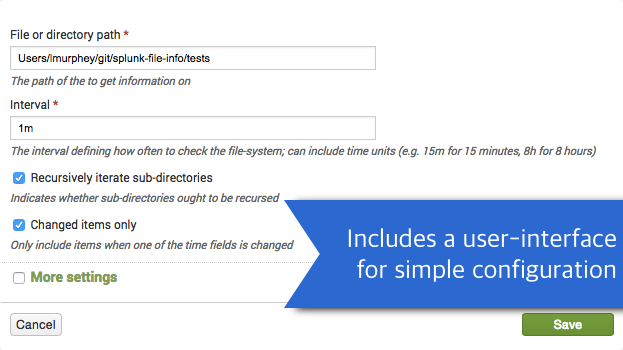 File or directory path *
Users/lmurphey/git/splunk-file-info/tests
The path of the to get information on
Interval *
1m
The interval defining how often to check the file-system; can include time units (e.g. 15m for 15 minutes, 8h for 8 hours)
Recursively iterate sub-directories
Indicates whether sub-directories ought to be recursed
Changed items only
Only include items when one of the time fields is changed
Includes a user-interface
for simple configuration
More settings
Cancel
Save